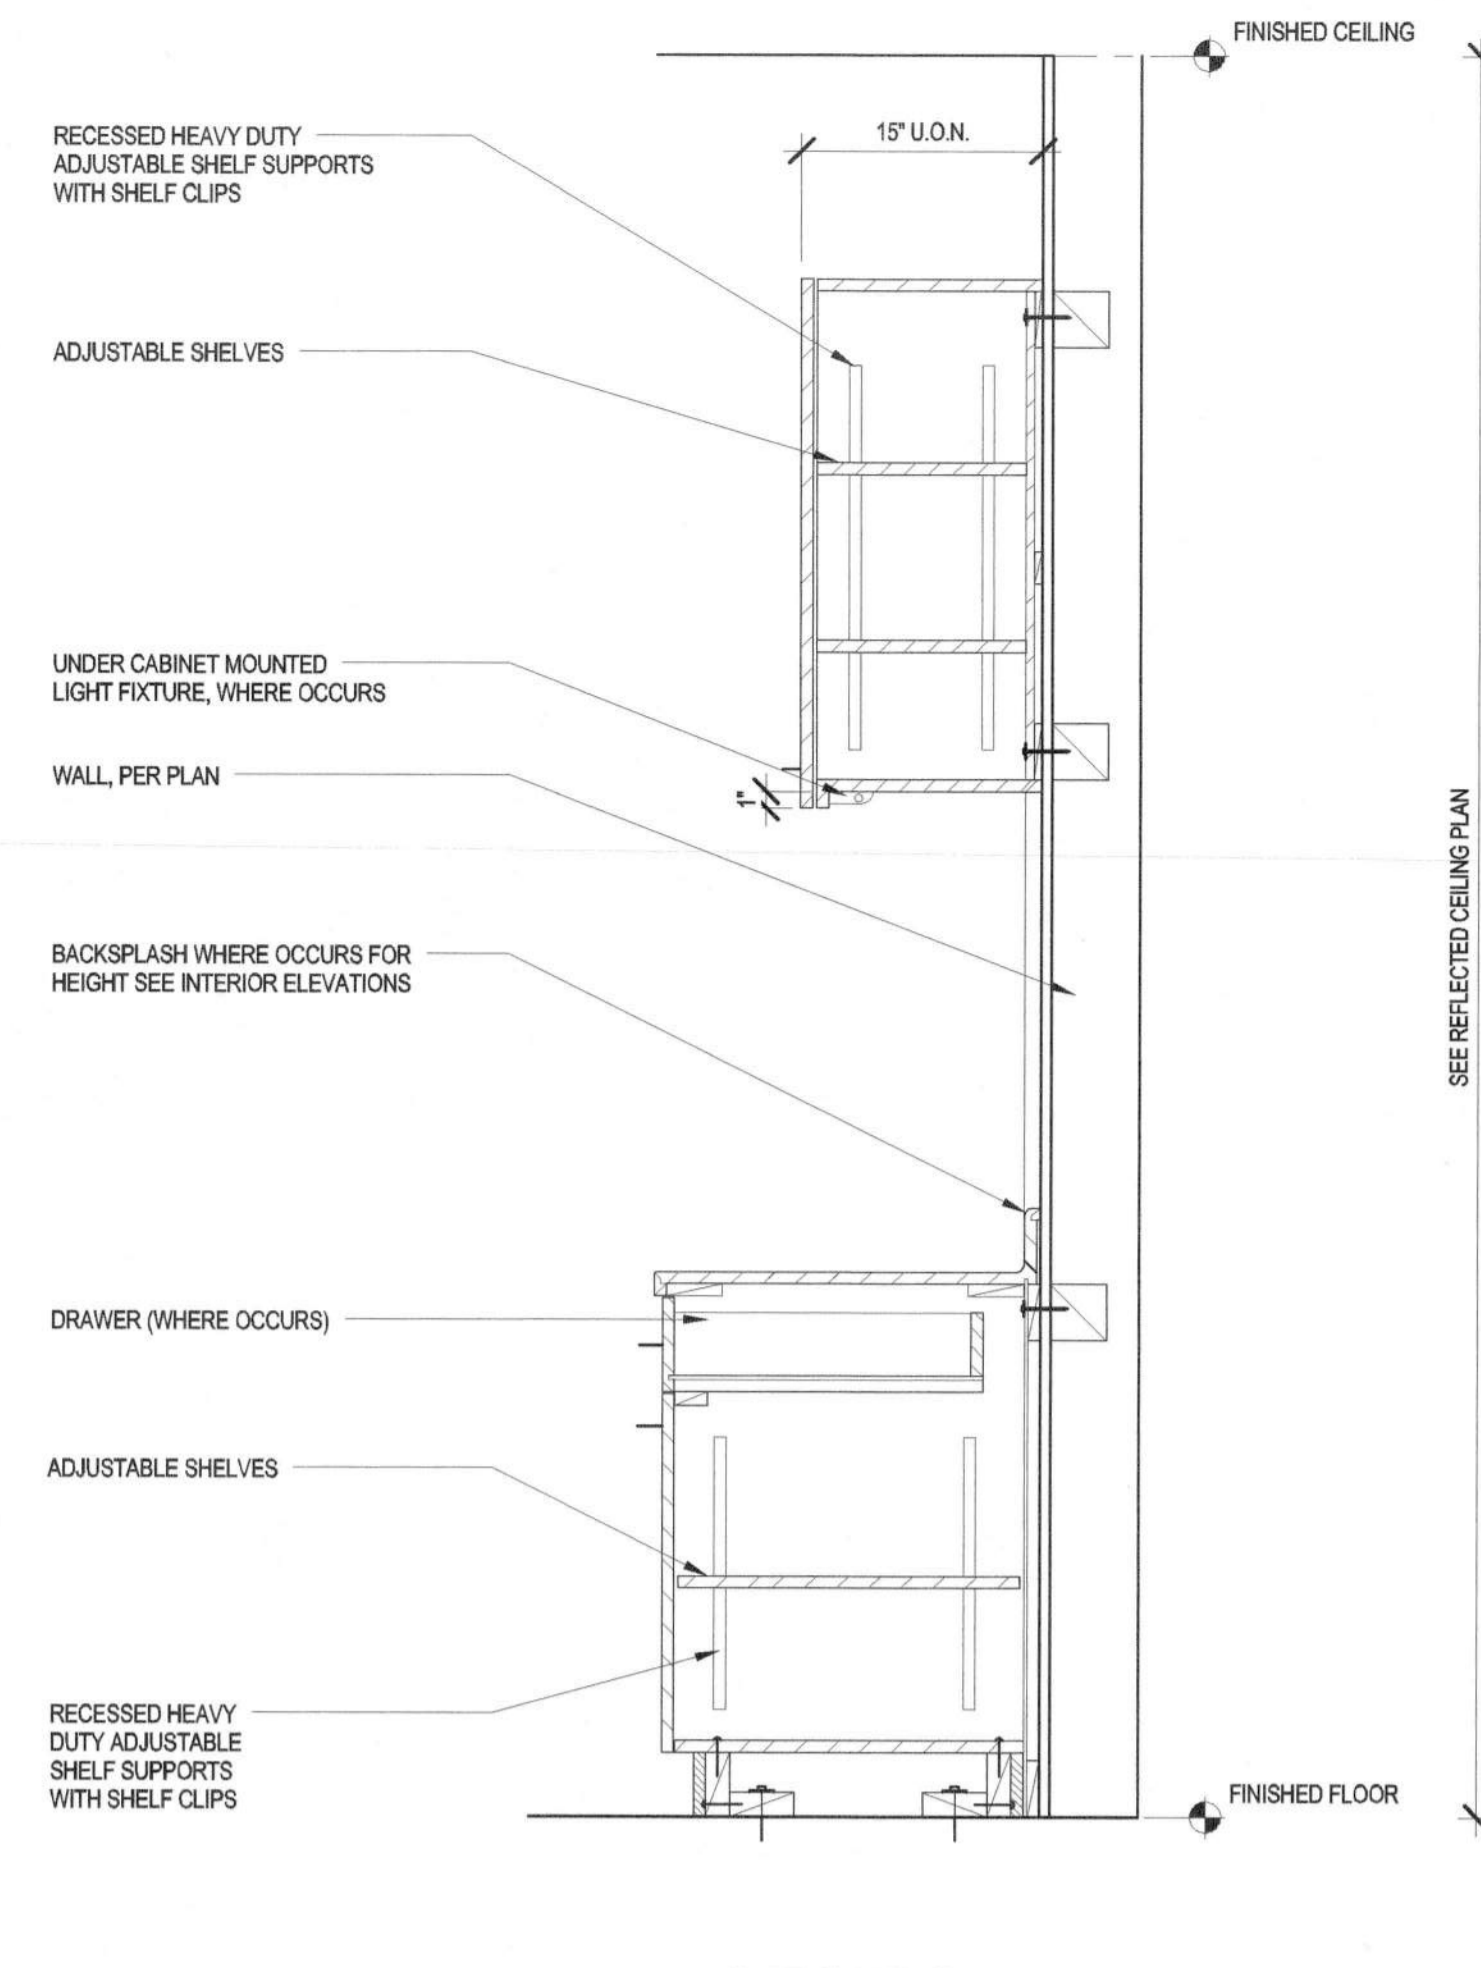 FINISHED CEILING
15" U.O.N.
RECESSED HEAVY DUTY
ADJUSTABLE SHELF SUPPORTS
WITH SHELF CLIPS
ADJUSTABLE SHELVES
UNDER CABINET MOUNTED
LIGHT FIXTURE, WHERE OCCURS
WALL, PER PLAN
1"
SEE REFLECTED CEILING PLAN
BACKSPLASH WHERE OCCURS FOR
HEIGHT SEE INTERIOR ELEVATIONS
DRAWER (WHERE OCCURS)
ADJUSTABLE SHELVES
RECESSED HEAVY
DUTY ADJUSTABLE
SHELF SUPPORTS
WITH SHELF CLIPS
FINISHED FLOOR